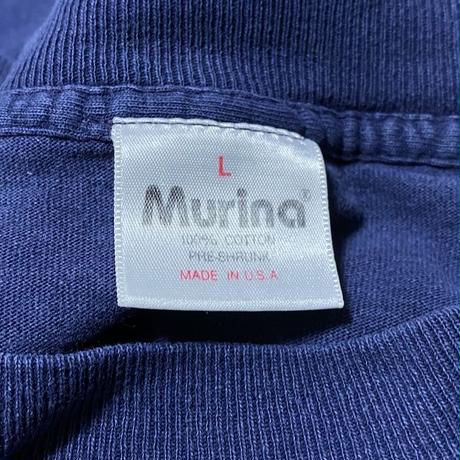 L
Murina®
100% COTTON
PRE-SHRUNK
MADE IN U.S.A